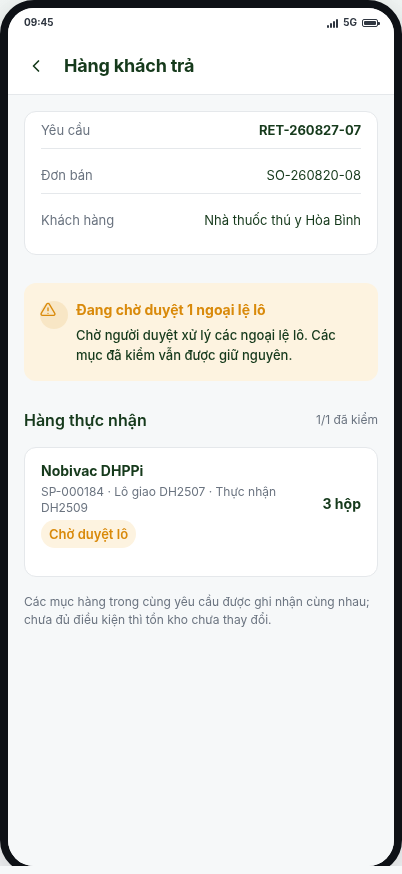 09:45
5G
Hàng khách trả
Yêu cầu RET-260827-07
Đơn bán SO-260820-08
Khách hàng Nhà thuốc thú y Hòa Bình
Đang chờ duyệt 1 ngoại lệ lô
Chờ người duyệt xử lý các ngoại lệ lô. Các
mục đã kiểm vẫn được giữ nguyên.
Hàng thực nhận 1/1 đã kiểm
Nobivac DHPPi
SP-000184 · Lô giao DH2507 · Thực nhận
DH2509
3 hộp
Chờ duyệt lô
Các mục hàng trong cùng yêu cầu được ghi nhận cùng nhau;
chưa đủ điều kiện thì tồn kho chưa thay đổi.